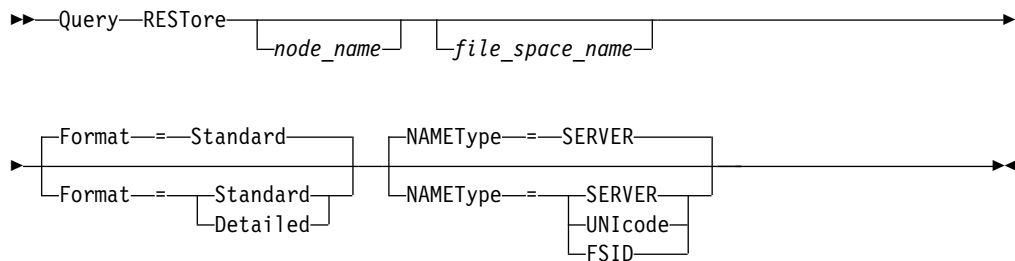 Query RESTore
node_name file_space_name
Format = Standard NAMEType = SERVER
Format = Standard NAMEType = SERVER
Detailed UNIcode
FSID